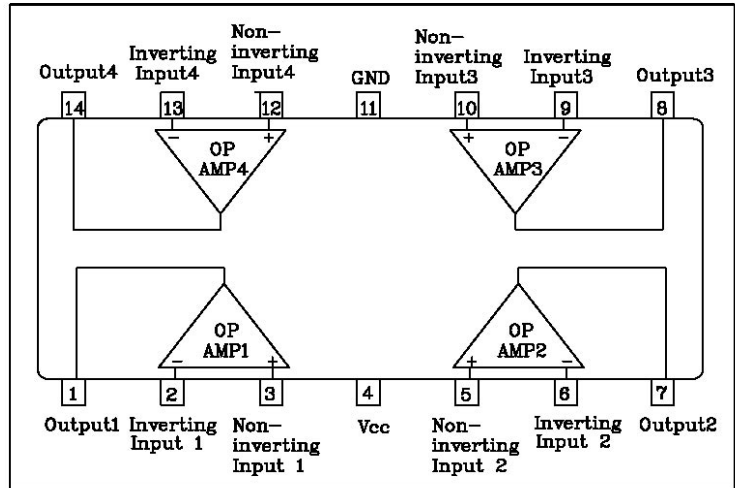 Output4
Inverting
Input4
Non-
inverting
Input4
GND
Non-
inverting
Input3
Inverting
Input3
Output3
14
13
12
11
10
9
8
- +
OP
AMP4
+ -
OP
AMP3
OP
AMP1
- +
OP
AMP2
+ -
1
2
3
4
5
6
7
Output1
Inverting
Input 1
Non-
inverting
Input 1
Vcc
Non-
inverting
Input 2
Inverting
Input 2
Output2